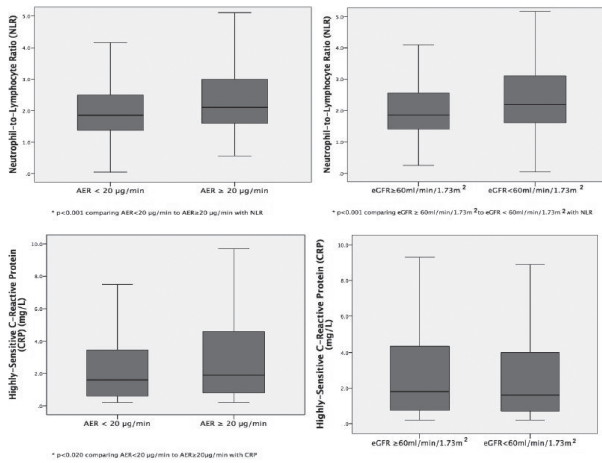 Neutrophil-to-Lymphocyte Ratio (NLR)
5.0
4.0
3.0
2.0
1.0
.0
AER < 20 µg/min
AER ≥ 20 µg/min
* p<0.001 comparing AER<20 µg/min to AER≥20 µg/min with NLR
Neutrophil-to-Lymphocyte Ratio (NLR)
5.0
4.0
3.0
2.0
1.0
.0
eGFR≥60ml/min/1.73m²
eGFR<60ml/min/1.73m²
* p<0.001 comparing eGFR ≥ 60ml/min/1.73m² to eGFR < 60ml/min/1.73m² with NLR
Highly-Sensitive C-Reactive Protein
(CRP) (mg/L)
10.0
8.0
6.0
4.0
2.0
.0
AER < 20 µg/min
AER ≥ 20 µg/min
* p<0.020 comparing AER<20 µg/min to AER≥20µg/min with CRP
Highly-Sensitive C-Reactive Protein (CRP)
(mg/L)
10.0
8.0
6.0
4.0
2.0
.0
eGFR ≥60ml/min/1.73m²
eGFR<60ml/min/1.73m²